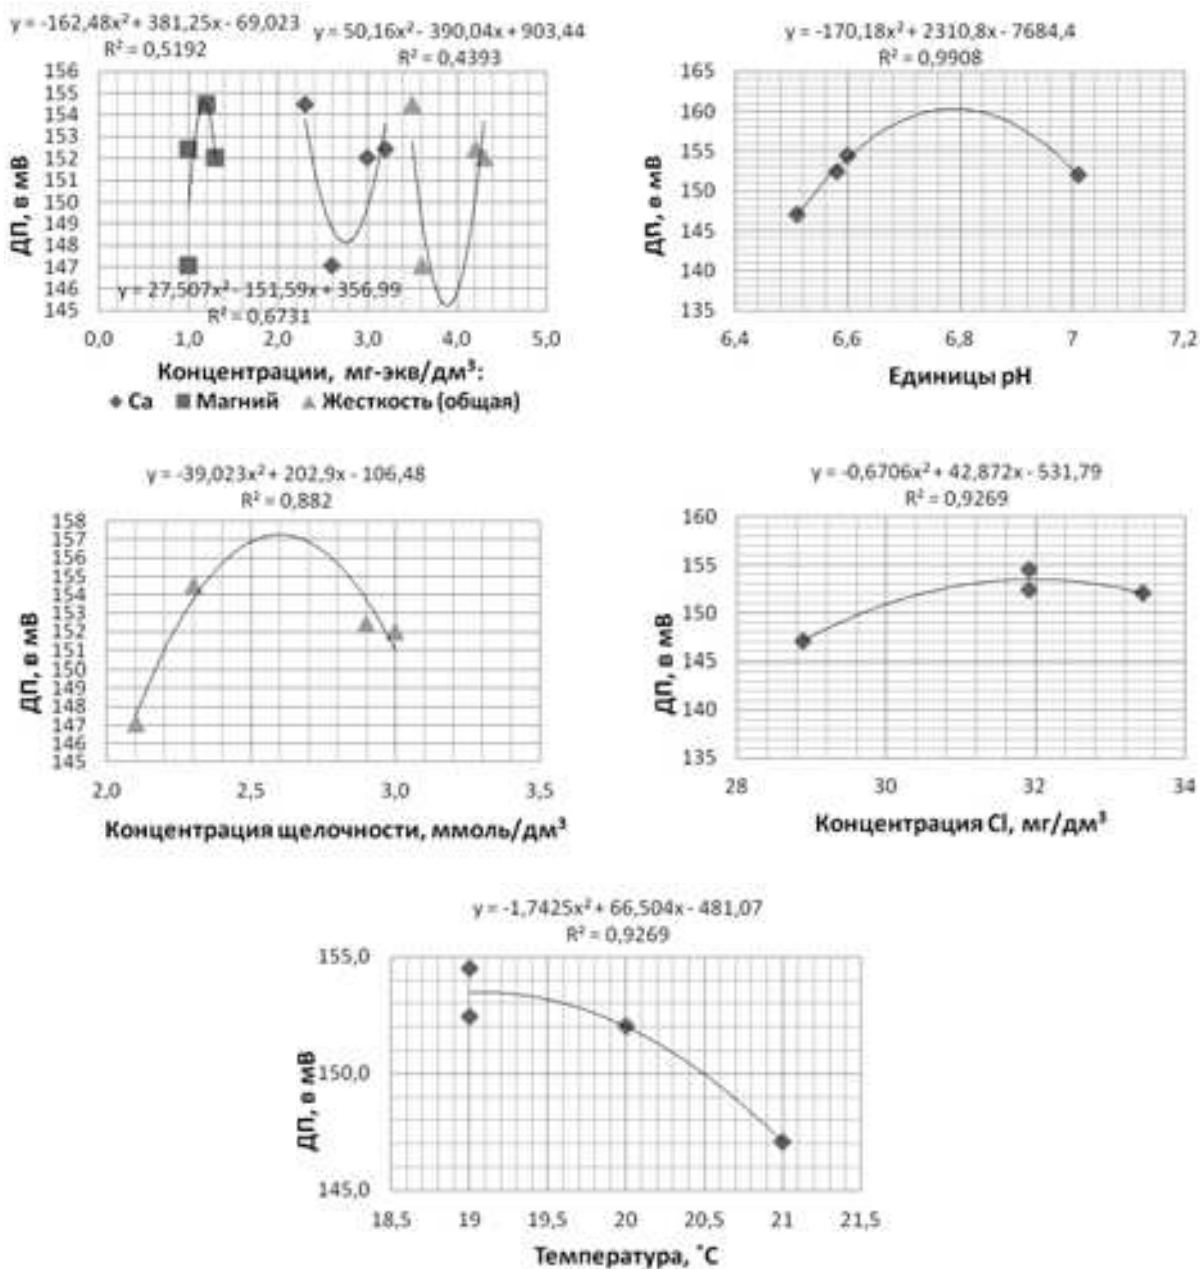 y = -162,48x² + 381,25x - 69,023
R² = 0,5192
y = 50,16x² - 390,04x + 903,44
R² = 0,4393
156
155
154
153
152
151
150
149
148
147
146
145
y = 27,507x² - 151,59x + 356,99
R² = 0,6731
0,0 1,0 2,0 3,0 4,0 5,0
ДП, в мВ
Концентрации, мг-экв/дм³:
Ca Магний Жесткость (общая)
y = -170,18x² + 2310,8x - 7684,4
R² = 0,9908
165
160
155
150
145
140
135
6,4 6,6 6,8 7 7,2
ДП, в мВ
Единицы pH
y = -39,023x² + 202,9x - 106,48
R² = 0,882
158
157
156
155
154
153
152
151
150
149
148
147
146
145
2,0 2,5 3,0 3,5
ДП, в мВ
Концентрация щелочности, ммоль/дм³
y = -0,6706x² + 42,872x - 531,79
R² = 0,9269
160
155
150
145
140
135
28 30 32 34
ДП, в мВ
Концентрация Cl, мг/дм³
y = -1,7425x² + 66,504x - 481,07
R² = 0,9269
155,0
150,0
145,0
18,5 19 19,5 20 20,5 21 21,5
ДП, в мВ
Температура, ˚С